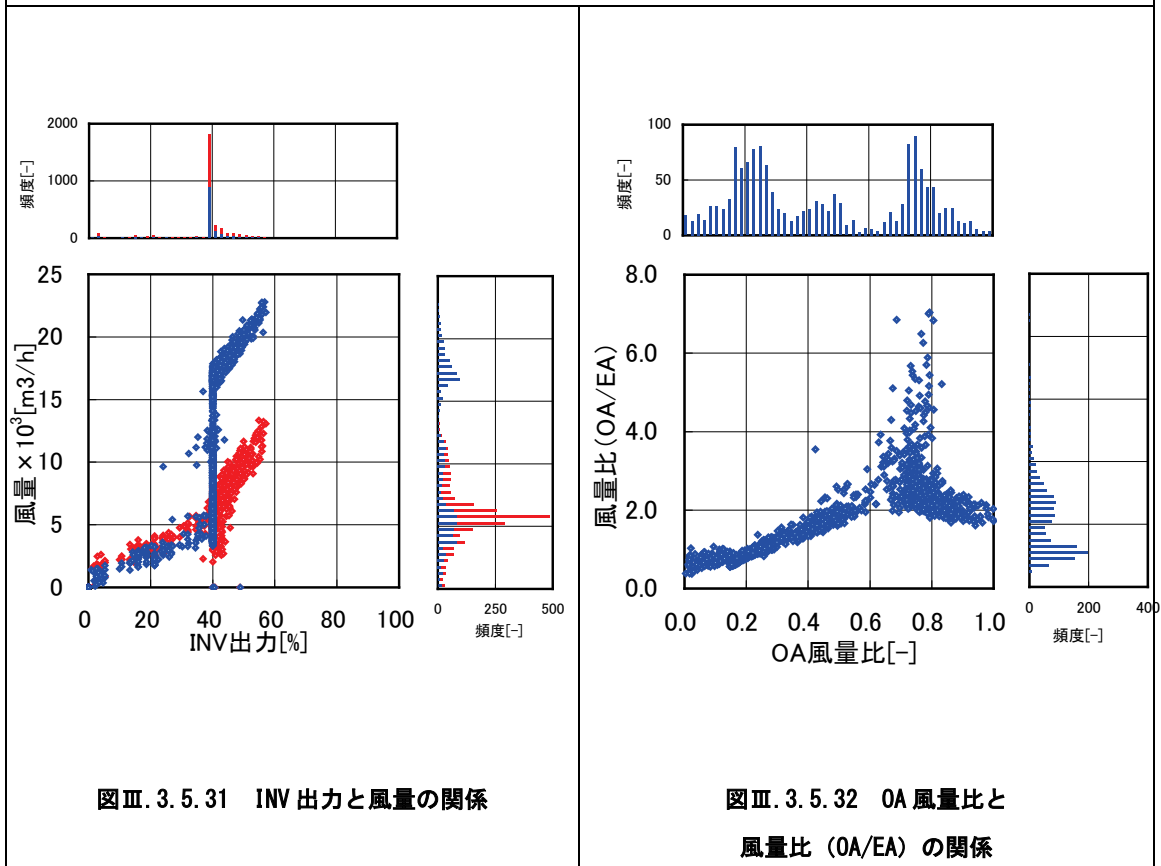 2000
1000
0
頻度[-]
25
20
15
10
5
0
風量×10³[m3/h]
0 20 40 60 80 100
INV出力[%]
0 250 500
頻度[-]
図Ⅲ.3.5.31 INV出力と風量の関係
100
50
0
頻度[-]
8.0
6.0
4.0
2.0
0.0
風量比(OA/EA)
0.0 0.2 0.4 0.6 0.8 1.0
OA風量比[-]
0 200 400
頻度[-]
図Ⅲ.3.5.32 OA風量比と
風量比（OA/EA）の関係